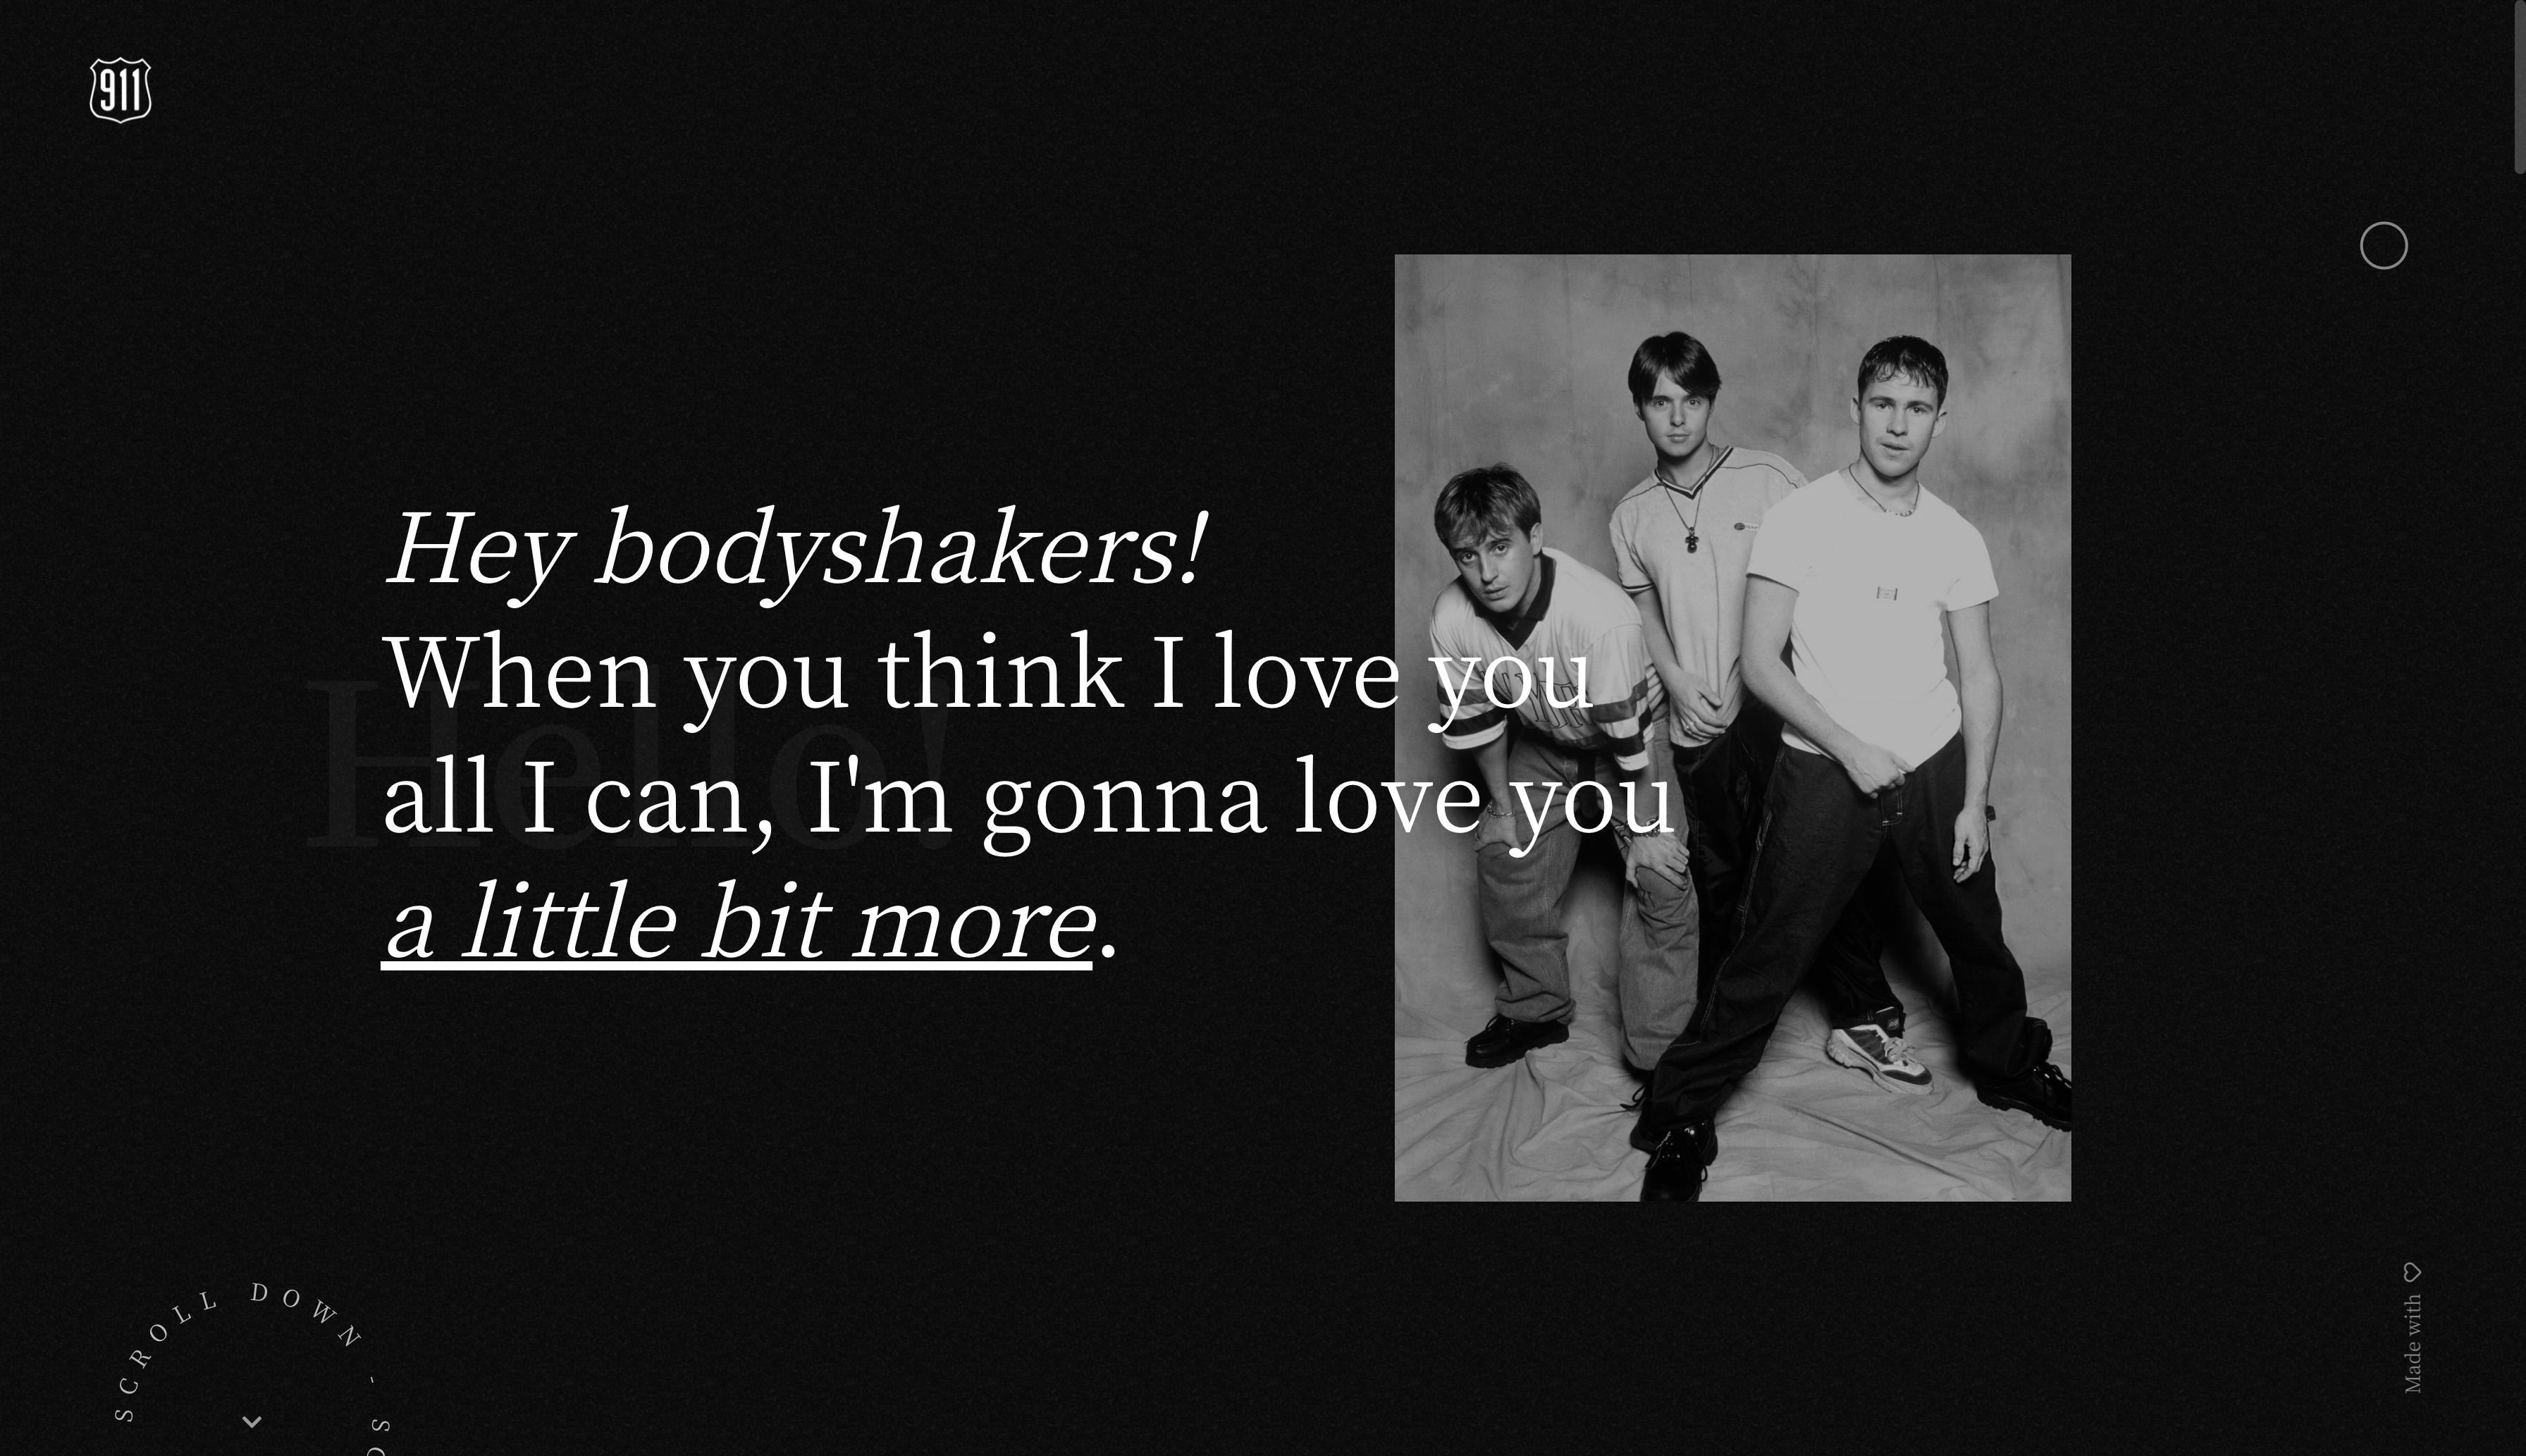 911
Hey bodyshakers!
When you think I love you
all I can, I'm gonna love you
a little bit more.
Hello!
SCROLL DOWN - SC
Made with